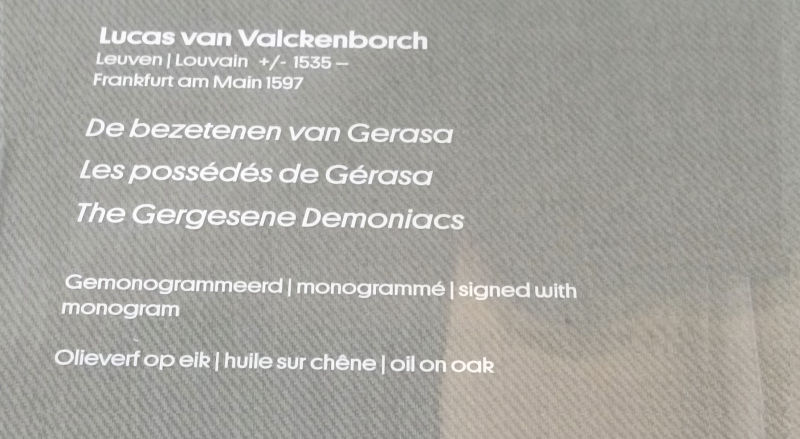 Lucas van Valckenborch
Leuven | Louvain +/- 1535 –
Frankfurt am Main 1597
De bezetenen van Gerasa
Les possédés de Gérasa
The Gergesene Demoniacs
Gemonogrammeerd | monogrammé | signed with
monogram
Olieverf op eik | huile sur chêne | oil on oak